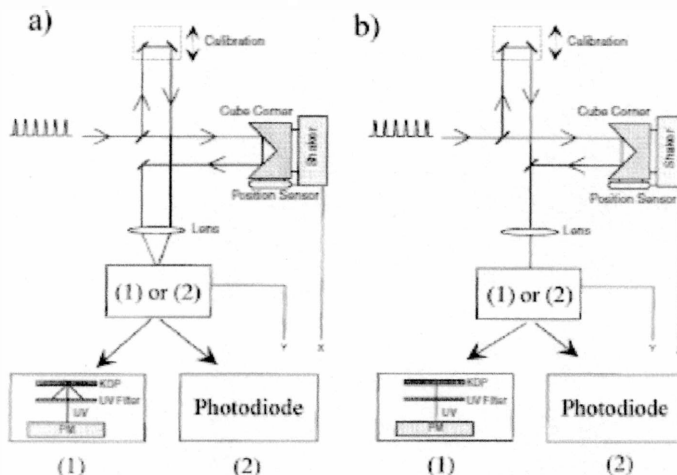 a)
Calibration
Cube Corner
Shaker
Position Sensor
Lens
(1) or (2)
Y
X
KDP
UV Filter
UV
PM
Photodiode
(1)
(2)
b)
Calibration
Cube Corner
Shaker
Position Sensor
Lens
(1) or (2)
Y
KDP
UV Filter
UV
PM
Photodiode
(1)
(2)